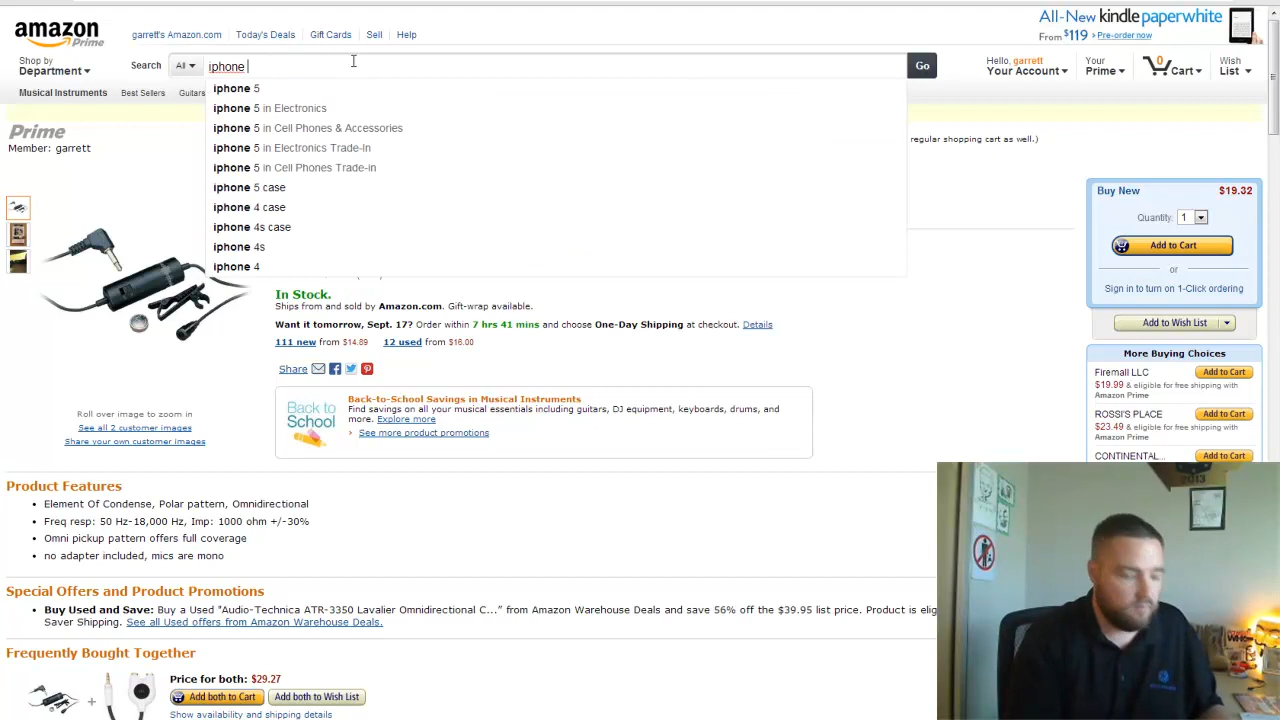 amazon
Prime
garrett's Amazon.com Today's Deals Gift Cards Sell Help
All-New kindle paperwhite
From $119 Pre-order now
Shop by
Department
Search All iphone Go
Hello, garrett
Your Account
Your
Prime
0
Cart
Wish
List
Musical Instruments Best Sellers Guitars
iphone 5
iphone 5 in Electronics
iphone 5 in Cell Phones & Accessories
iphone 5 in Electronics Trade-In
iphone 5 in Cell Phones Trade-in
iphone 5 case
iphone 4 case
iphone 4s case
iphone 4s
iphone 4
Prime
Member: garrett
regular shopping cart as well.)
Buy New $19.32
Quantity: 1
Add to Cart
or
Sign in to turn on 1-Click ordering
Add to Wish List
In Stock.
Ships from and sold by Amazon.com. Gift-wrap available.
Want it tomorrow, Sept. 17? Order within 7 hrs 41 mins and choose One-Day Shipping at checkout. Details
111 new from $14.89 12 used from $16.00
Share
More Buying Choices
Firemall LLC Add to Cart
$19.99 & eligible for free shipping with
Amazon Prime
ROSSI'S PLACE Add to Cart
$23.49 & eligible for free shipping with
Amazon Prime
CONTINENTAL... Add to Cart
Roll over image to zoom in
See all 2 customer images
Share your own customer images
Back to
School
Back-to-School Savings in Musical Instruments
Find savings on all your musical essentials including guitars, DJ equipment, keyboards, drums, and
more. Explore more
› See more product promotions
Product Features
• Element Of Condense, Polar pattern, Omnidirectional
• Freq resp: 50 Hz-18,000 Hz, Imp: 1000 ohm +/-30%
• Omni pickup pattern offers full coverage
• no adapter included, mics are mono
Special Offers and Product Promotions
• Buy Used and Save: Buy a Used "Audio-Technica ATR-3350 Lavalier Omnidirectional C..." from Amazon Warehouse Deals and save 56% off the $39.95 list price. Product is elig
Saver Shipping. See all Used offers from Amazon Warehouse Deals.
Frequently Bought Together
Price for both: $29.27
+
Add both to Cart Add both to Wish List
Show availability and shipping details
2013